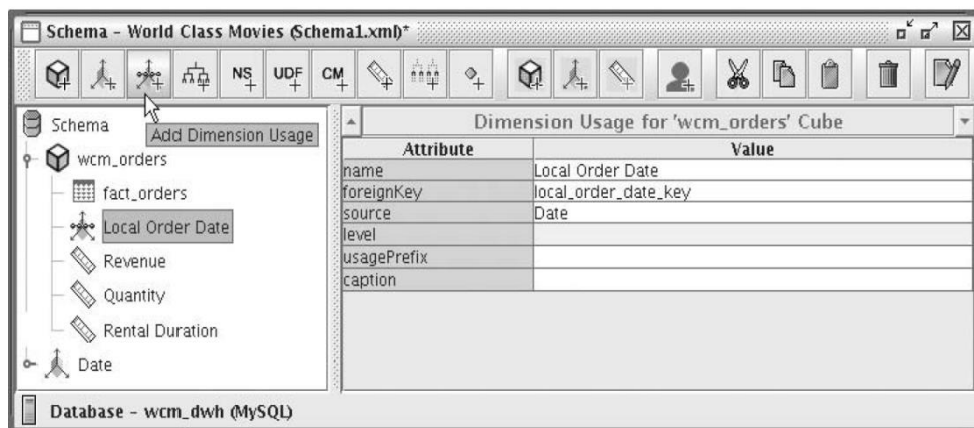 Schema - World Class Movies (Schema1.xml)*
NS UDF CM
Add Dimension Usage
Schema
wcm_orders
fact_orders
Local Order Date
Revenue
Quantity
Rental Duration
Date
Dimension Usage for 'wcm_orders' Cube
Attribute Value
name Local Order Date
foreignKey local_order_date_key
source Date
level
usagePrefix
caption
Database - wcm_dwh (MySQL)